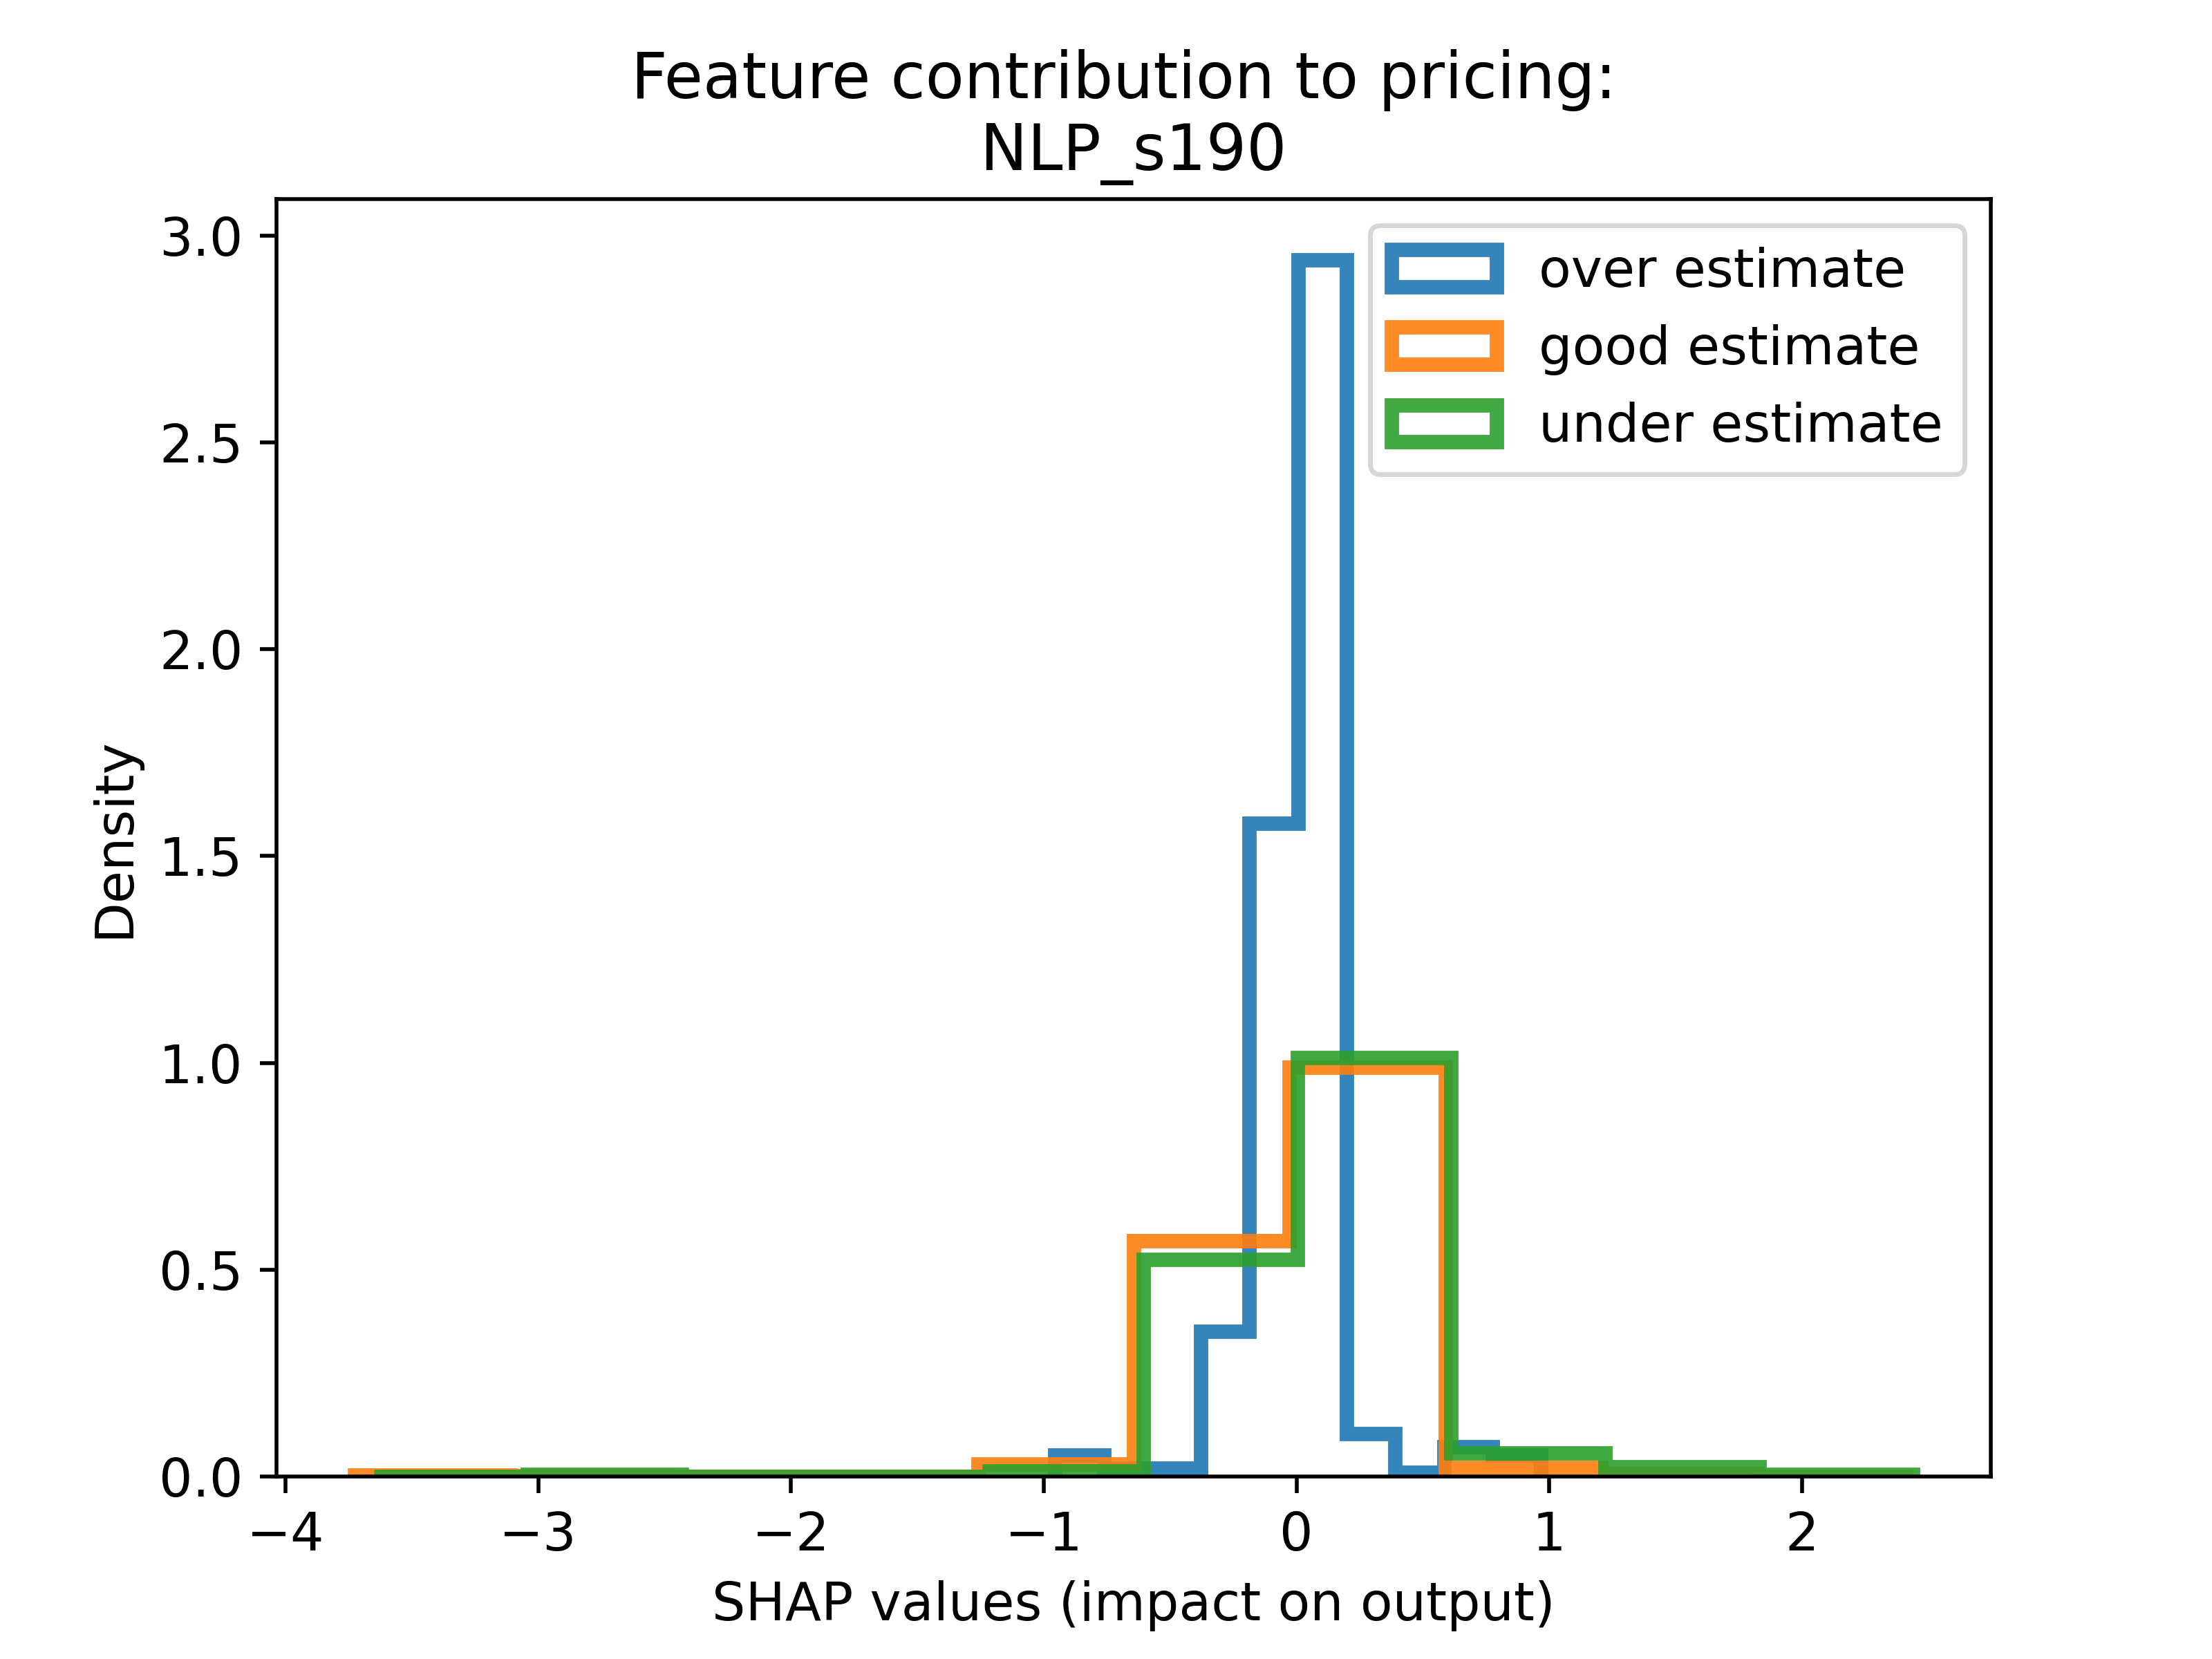 Feature contribution to pricing:
NLP_s190
over estimate
good estimate
under estimate
3.0
2.5
2.0
1.5
1.0
0.5
0.0
Density
−4 −3 −2 −1 0 1 2
SHAP values (impact on output)